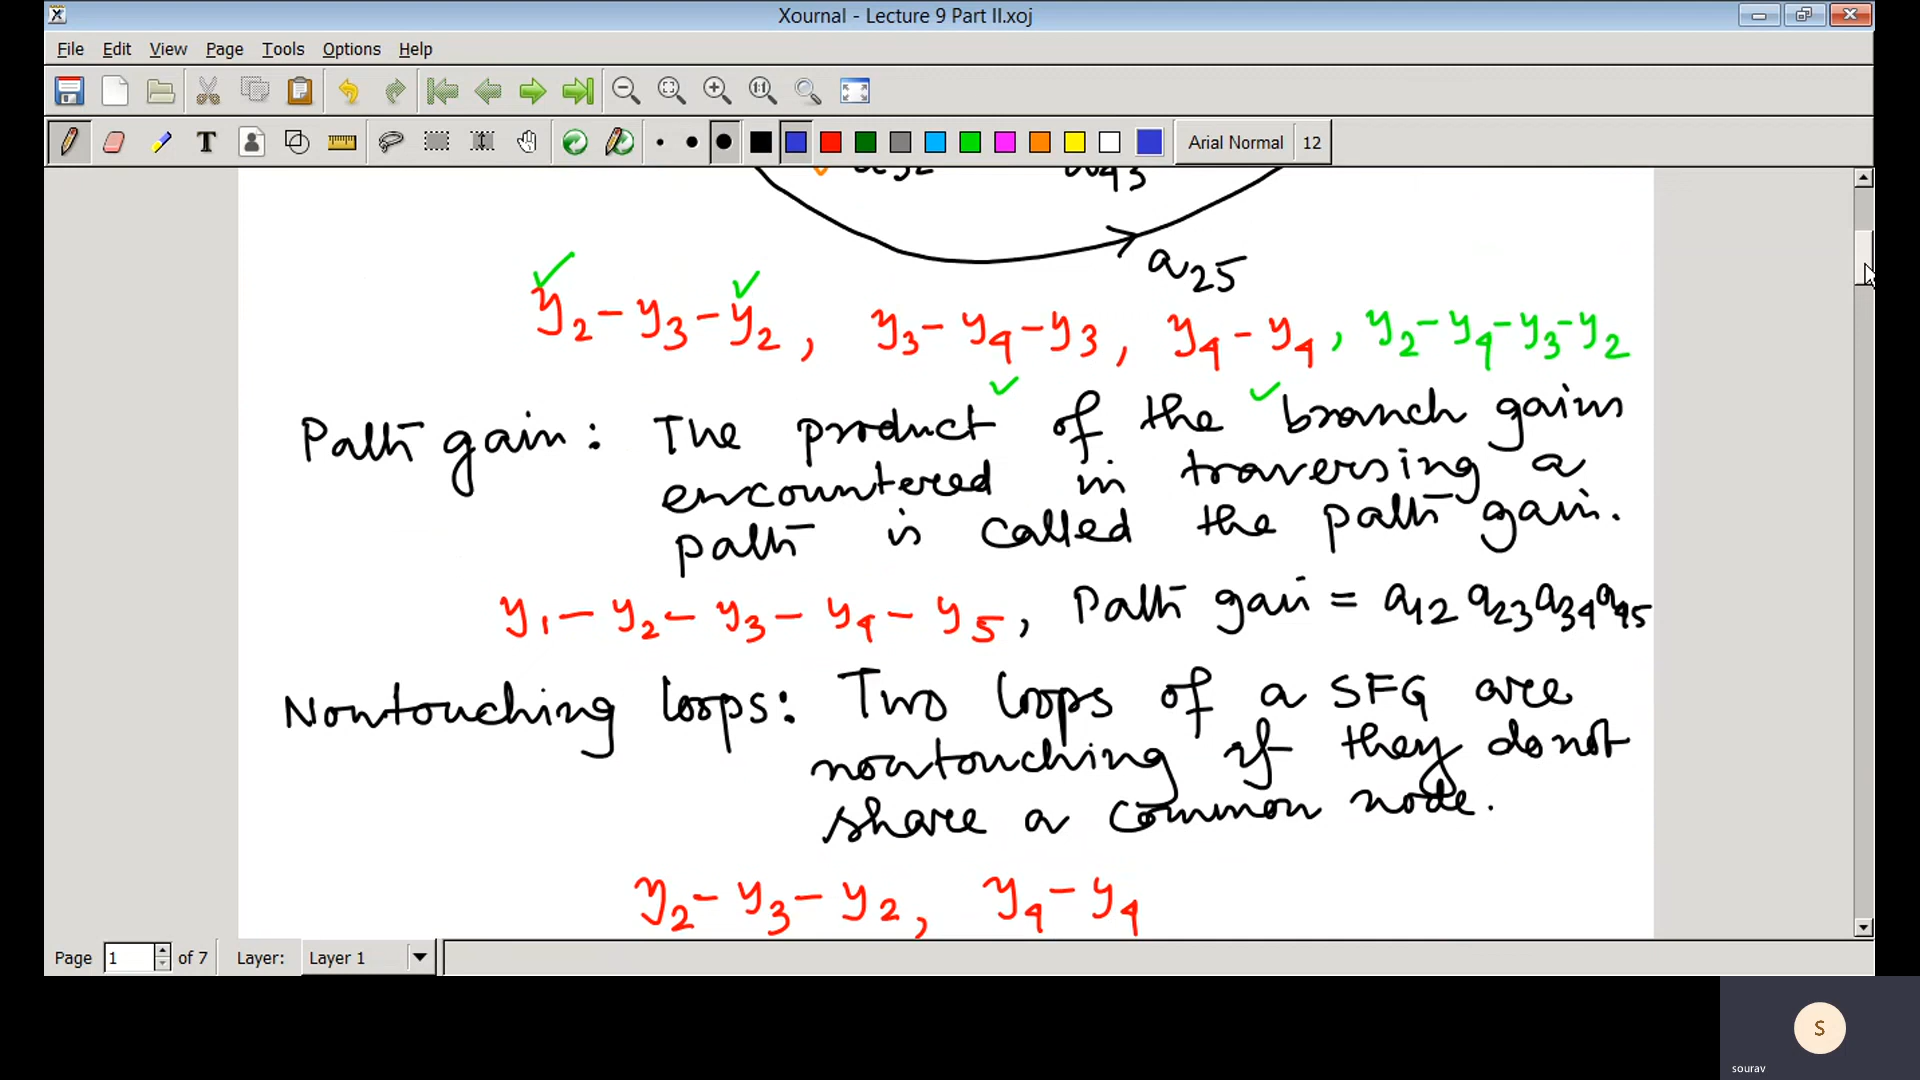 Xournal - Lecture 9 Part II.xoj
File Edit View Page Tools Options Help
Arial Normal 12
a32 a43
a25
y2 - y3 - y2, y3 - y4 - y3, y4 - y4, y2 - y4 - y3 - y2
Path gain: The product of the branch gains
encountered in traversing a
path is called the path gain.
y1 - y2 - y3 - y4 - y5, Path gain = a12 a23 a34 a45
Nontouching loops: Two loops of a SFG are
nontouching if they do not
share a common node.
y2 - y3 - y2, y4 - y4
Page 1 of 7 Layer: Layer 1
S
sourav